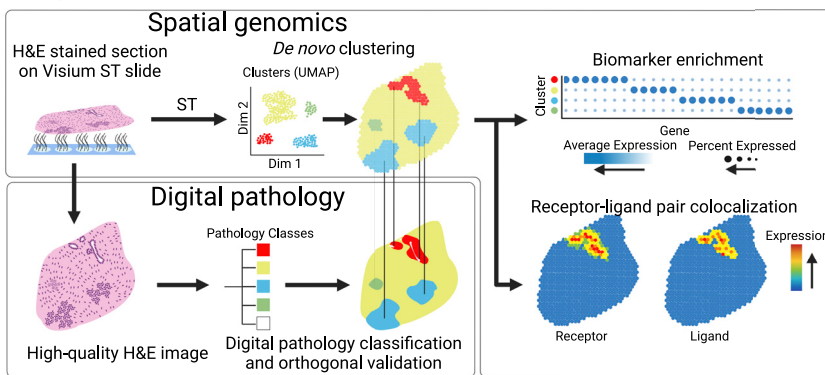 Spatial genomics
H&E stained section
on Visium ST slide
ST
De novo clustering
Clusters (UMAP)
Dim 2
Dim 1
Biomarker enrichment
Cluster
Gene
Average Expression
Percent Expressed
Digital pathology
Pathology Classes
High-quality H&E image
Digital pathology classification
and orthogonal validation
Receptor-ligand pair colocalization
Expression
Receptor
Ligand